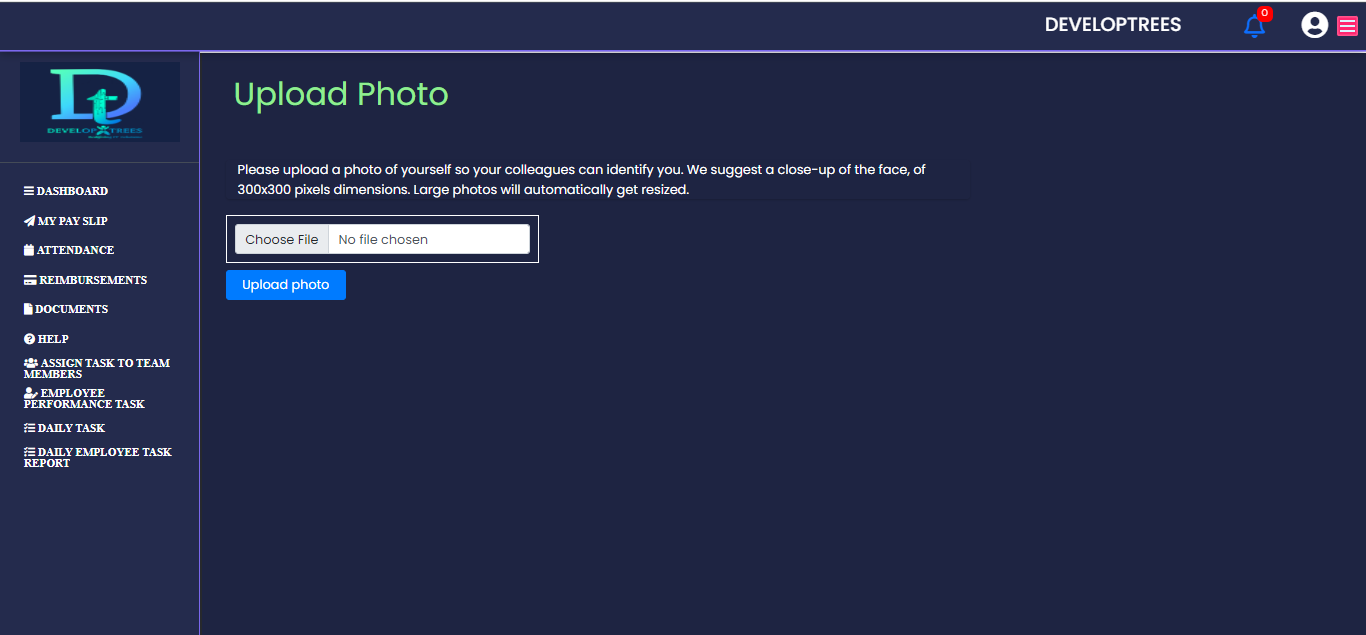 DEVELOPTREES
0
Dt
DEVELOP TREES
Upload Photo
Please upload a photo of yourself so your colleagues can identify you. We suggest a close-up of the face, of
300x300 pixels dimensions. Large photos will automatically get resized.
Choose File No file chosen
Upload photo
DASHBOARD
MY PAY SLIP
ATTENDANCE
REIMBURSEMENTS
DOCUMENTS
HELP
ASSIGN TASK TO TEAM
MEMBERS
EMPLOYEE
PERFORMANCE TASK
DAILY TASK
DAILY EMPLOYEE TASK
REPORT